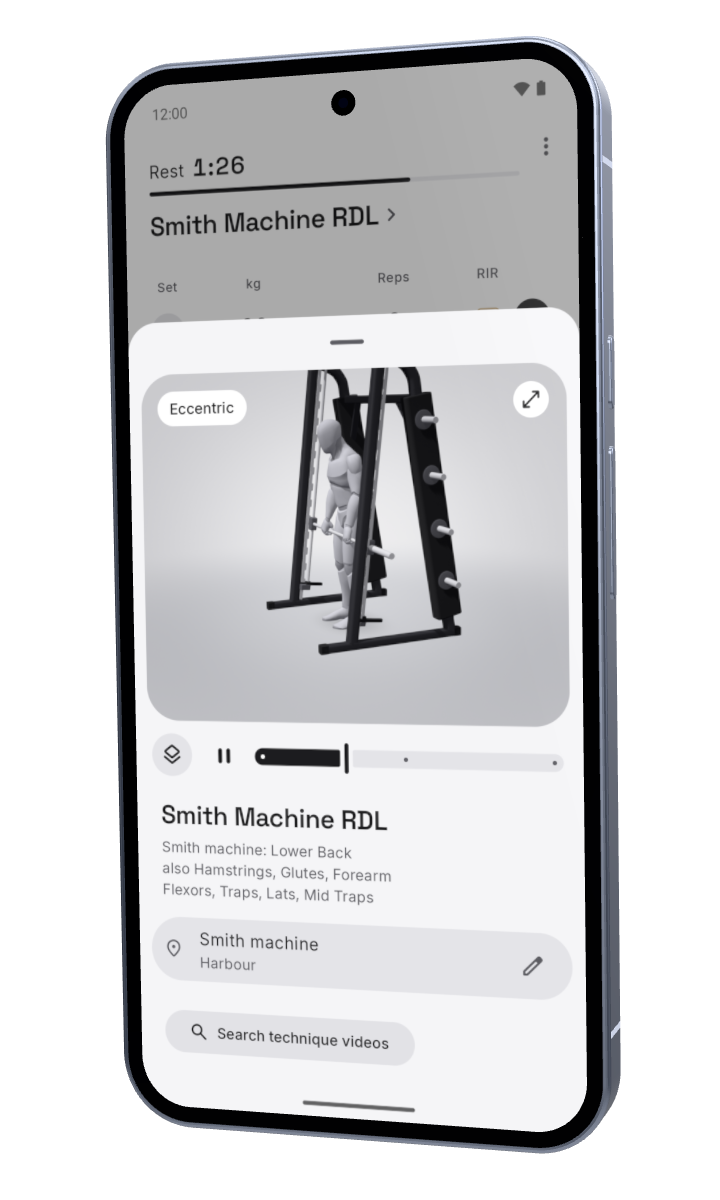 12:00
Rest 1:26
Smith Machine RDL
Set kg Reps RIR
Eccentric
Smith Machine RDL
Smith machine: Lower Back
also Hamstrings, Glutes, Forearm
Flexors, Traps, Lats, Mid Traps
Smith machine
Harbour
Search technique videos